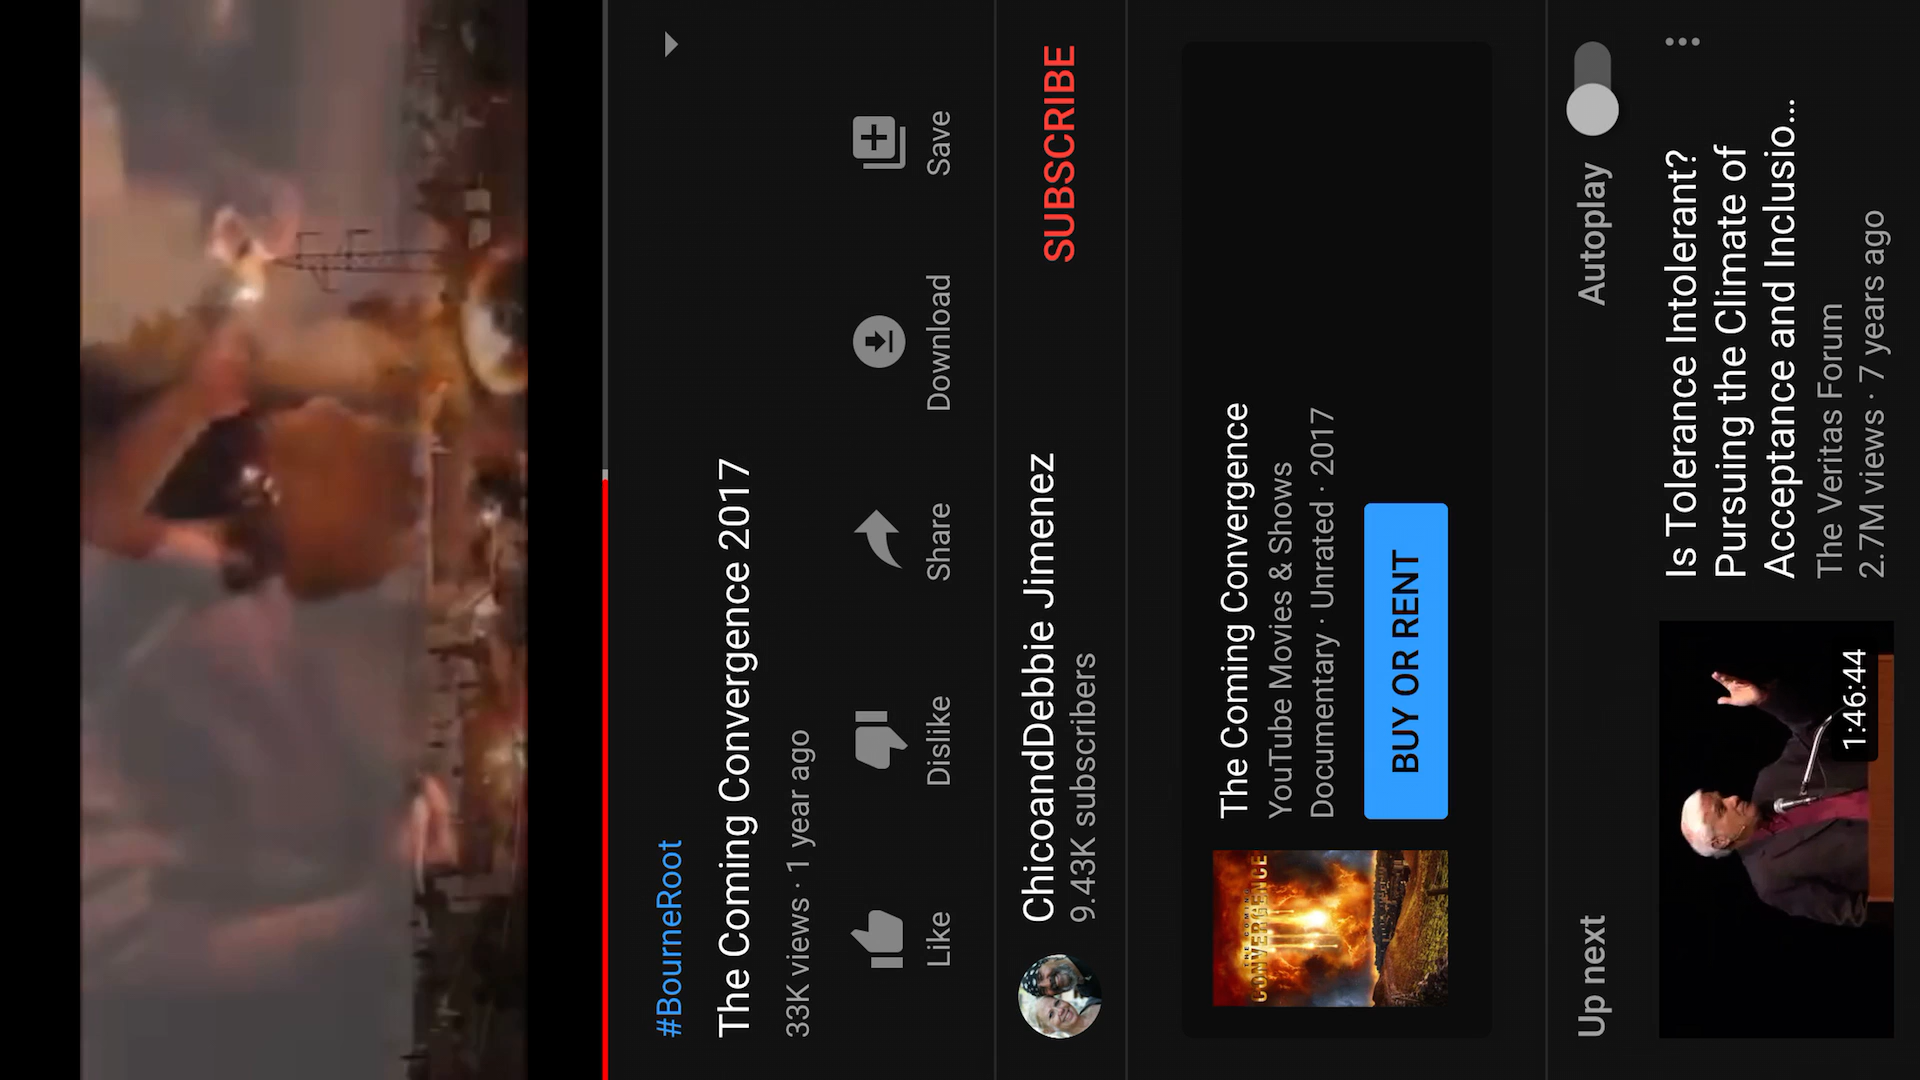 #BourneRoot
The Coming Convergence 2017
33K views · 1 year ago
Like
Dislike
Share
Download
Save
ChicoandDebbie Jimenez
9.43K subscribers
SUBSCRIBE
THE COMING
CONVERGENCE
The Coming Convergence
YouTube Movies & Shows
Documentary · Unrated · 2017
BUY OR RENT
Up next
Autoplay
1:46:44
Is Tolerance Intolerant?
Pursuing the Climate of
Acceptance and Inclusio...
The Veritas Forum
2.7M views · 7 years ago